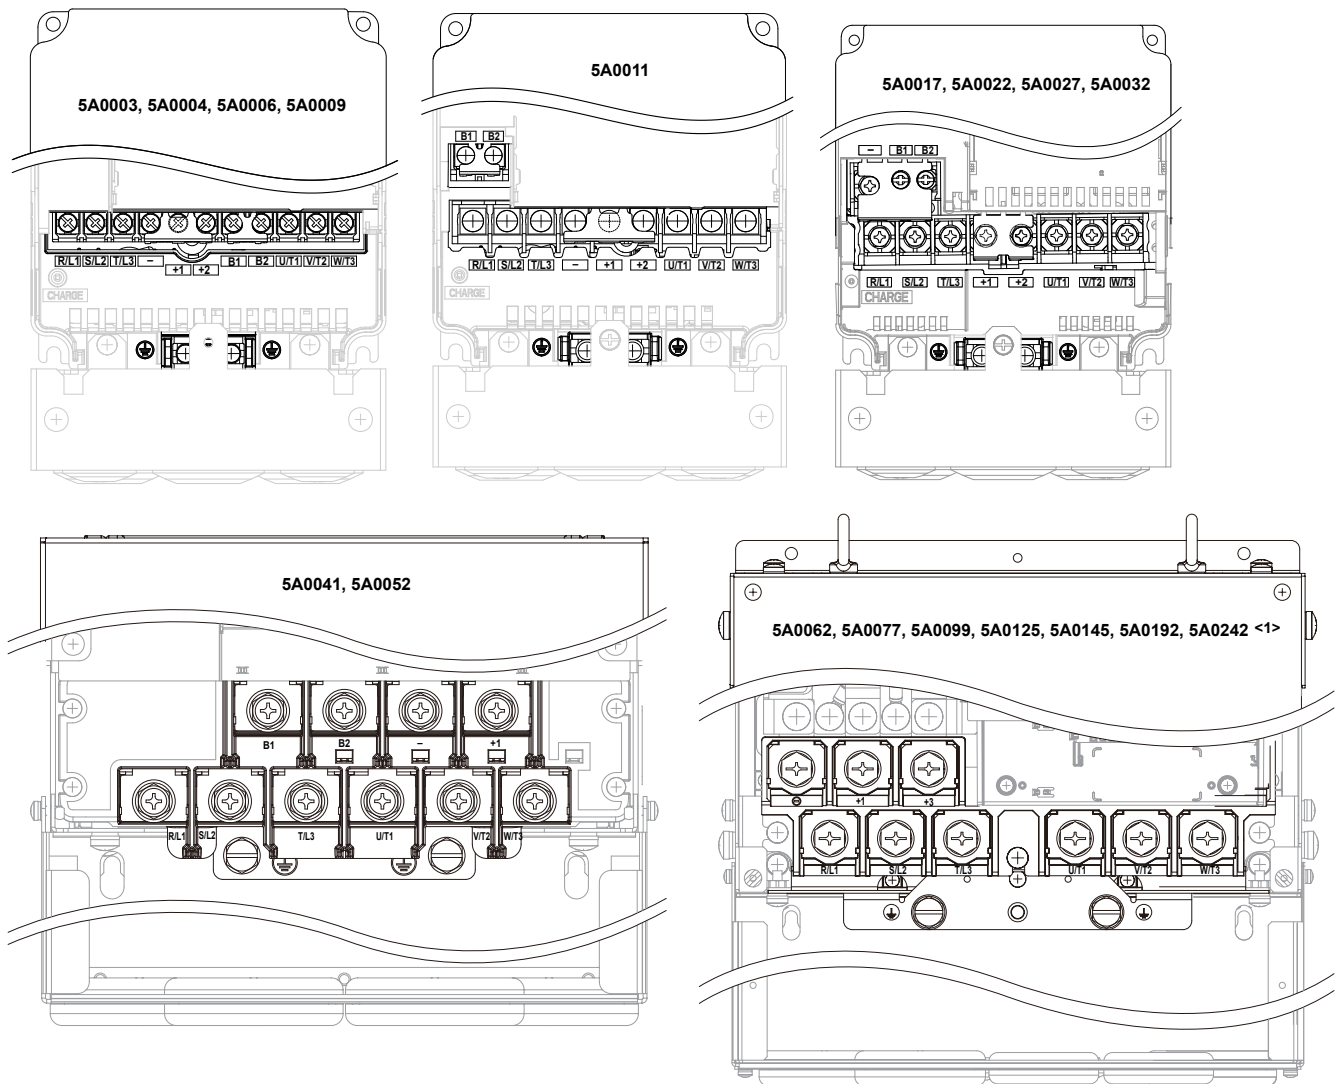 5A0003, 5A0004, 5A0006, 5A0009
R/L1 S/L2 T/L3 − +1 +2 B1 B2 U/T1 V/T2 W/T3
CHARGE
5A0011
B1 B2
R/L1 S/L2 T/L3 − +1 +2 U/T1 V/T2 W/T3
CHARGE
5A0017, 5A0022, 5A0027, 5A0032
− B1 B2
R/L1 S/L2 T/L3 +1 +2 U/T1 V/T2 W/T3
CHARGE
5A0041, 5A0052
B1 B2 − +1
R/L1 S/L2 T/L3 U/T1 V/T2 W/T3
5A0062, 5A0077, 5A0099, 5A0125, 5A0145, 5A0192, 5A0242 <1>
⊖ +1 +3
R/L1 S/L2 T/L3 U/T1 V/T2 W/T3